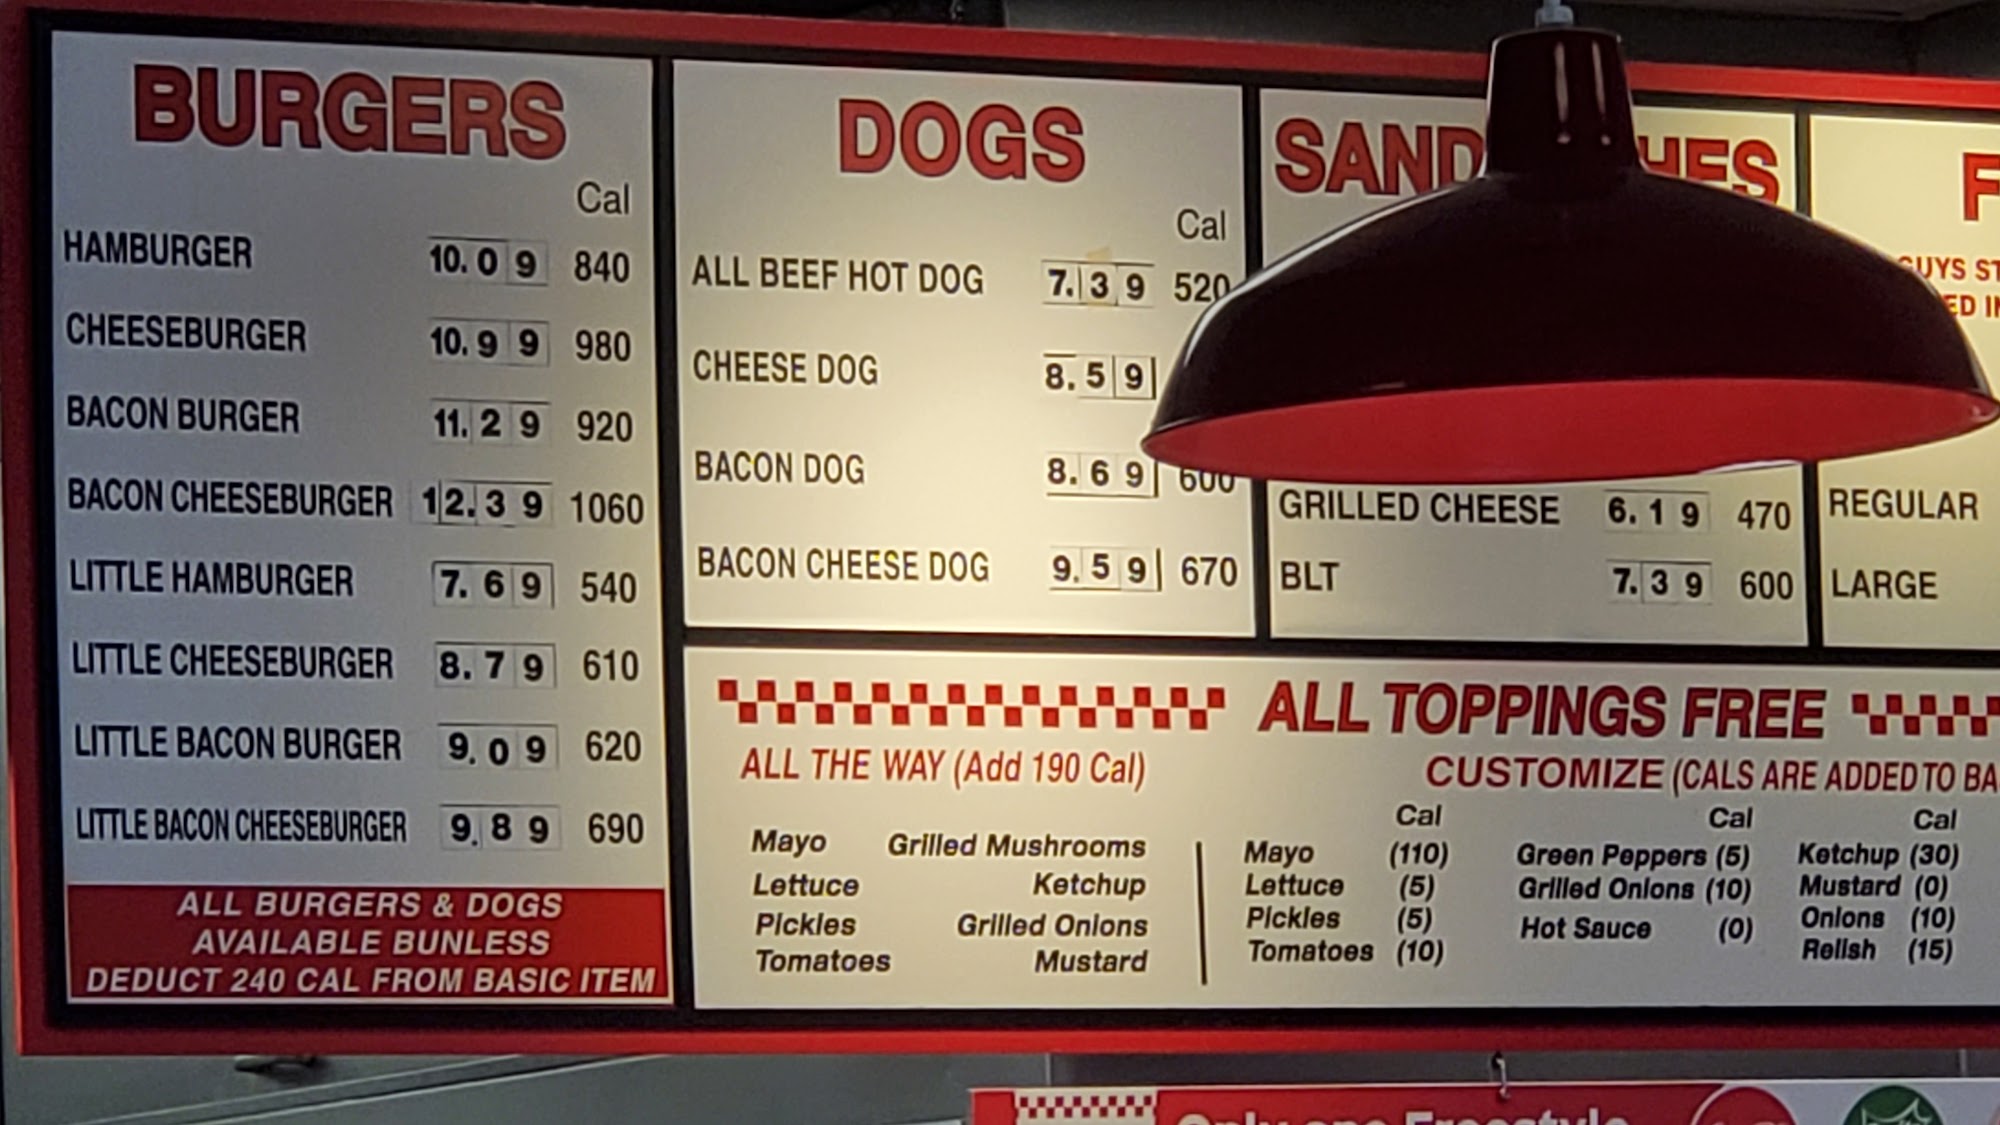 BURGERS
Cal
HAMBURGER 10.09 840
CHEESEBURGER 10.99 980
BACON BURGER 11.29 920
BACON CHEESEBURGER 12.39 1060
LITTLE HAMBURGER 7.69 540
LITTLE CHEESEBURGER 8.79 610
LITTLE BACON BURGER 9.09 620
LITTLE BACON CHEESEBURGER 9.89 690
ALL BURGERS & DOGS
AVAILABLE BUNLESS
DEDUCT 240 CAL FROM BASIC ITEM
DOGS
Cal
ALL BEEF HOT DOG 7.39 520
CHEESE DOG 8.59
BACON DOG 8.69 600
BACON CHEESE DOG 9.59 670
GRILLED CHEESE 6.19 470
BLT 7.39 600
REGULAR
LARGE
ALL TOPPINGS FREE
ALL THE WAY (Add 190 Cal)
Mayo Grilled Mushrooms
Lettuce Ketchup
Pickles Grilled Onions
Tomatoes Mustard
CUSTOMIZE (CALS ARE ADDED TO
Cal Cal Cal
Mayo (110) Green Peppers (5) Ketchup (30)
Lettuce (5) Grilled Onions (10) Mustard (0)
Pickles (5) Hot Sauce (0) Onions (10)
Tomatoes (10) Relish (15)
Only one Freestyle